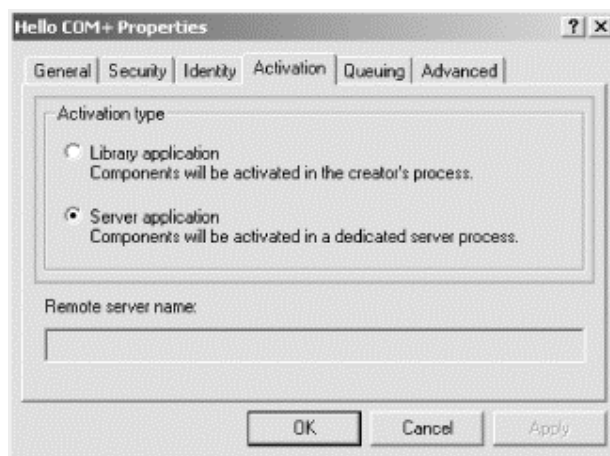 Hello COM+ Properties
? X
General Security Identity Activation Queuing Advanced
Activation type
Library application
Components will be activated in the creator's process.
Server application
Components will be activated in a dedicated server process.
Remote server name:
OK Cancel Apply